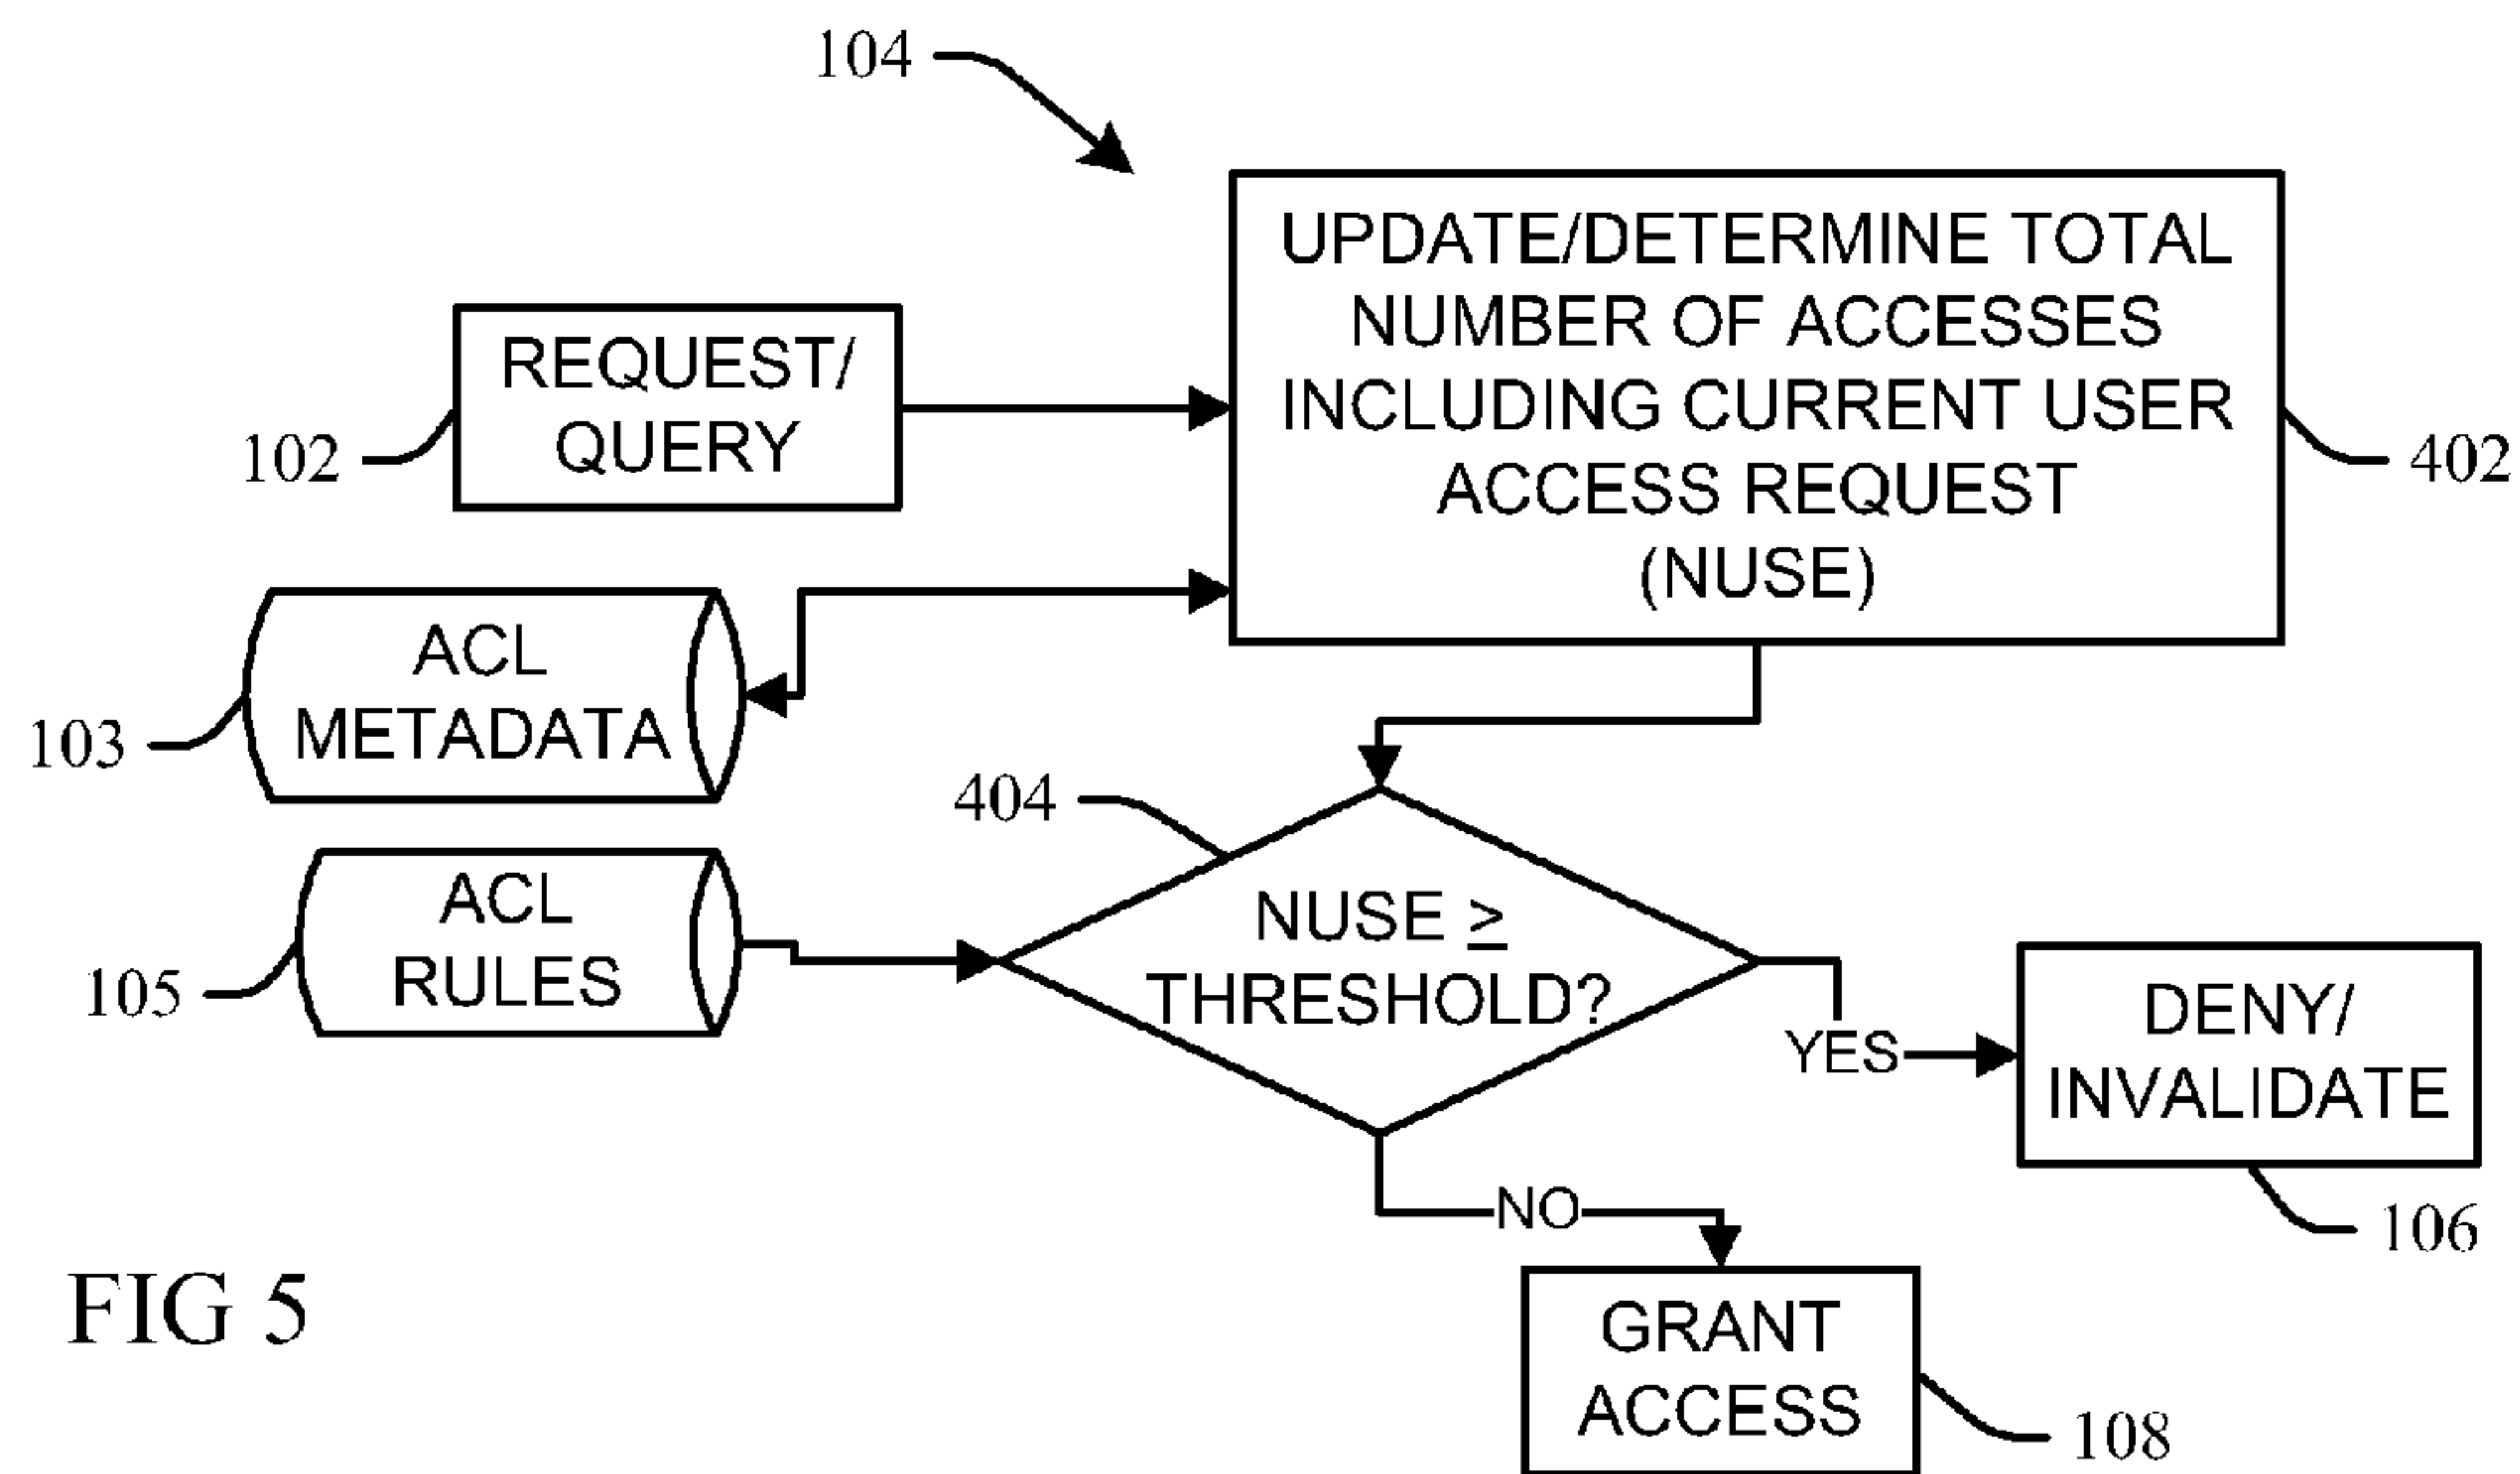 104
UPDATE/DETERMINE TOTAL
NUMBER OF ACCESSES
INCLUDING CURRENT USER
ACCESS REQUEST
(NUSE)
402
REQUEST/
QUERY
102
ACL
METADATA
103
404
ACL
RULES
105
NUSE ≥
THRESHOLD?
YES
DENY/
INVALIDATE
106
NO
GRANT
ACCESS
108
FIG 5